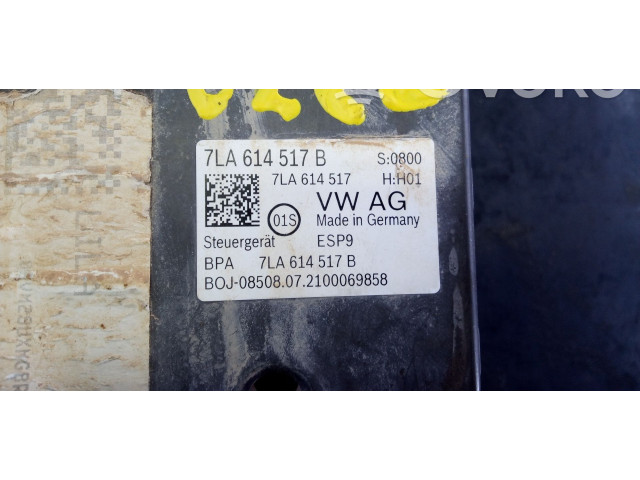 7LA 614 517 B S:0800
7LA 614 517 H:H01
01S VW AG
Made in Germany
Steuergerät ESP9
BPA 7LA 614 517 B
BOJ-08508.07.2100069858